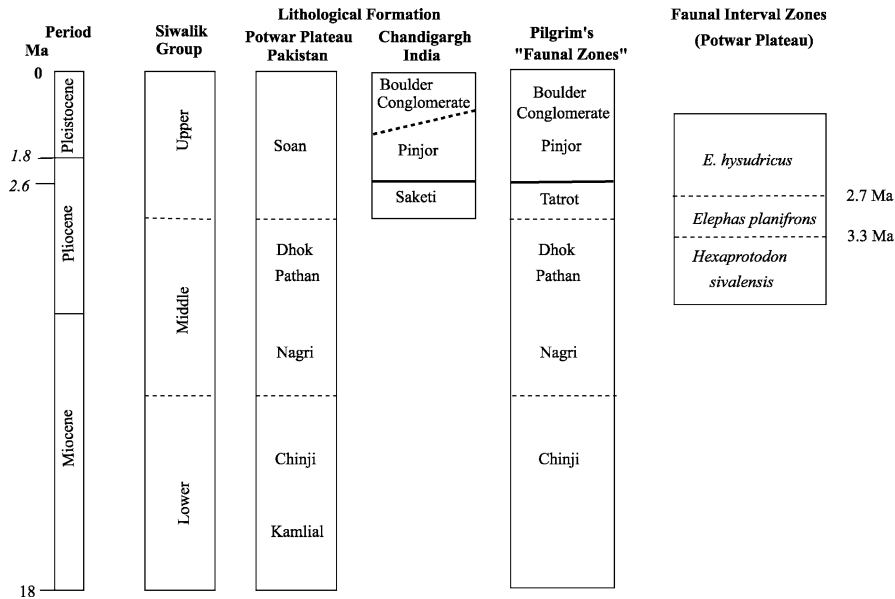 Lithological Formation
Period
Ma
Siwalik
Group
Potwar Plateau
Pakistan
Chandigargh
India
Pilgrim's
"Faunal Zones"
Faunal Interval Zones
(Potwar Plateau)
0
1.8
2.6
18
Pleistocene
Pliocene
Miocene
Upper
Middle
Lower
Soan
Dhok
Pathan
Nagri
Chinji
Kamlial
Boulder
Conglomerate
Pinjor
Saketi
Boulder
Conglomerate
Pinjor
Tatrot
Dhok
Pathan
Nagri
Chinji
E. hysudricus
2.7 Ma
Elephas planifrons
3.3 Ma
Hexaprotodon
sivalensis